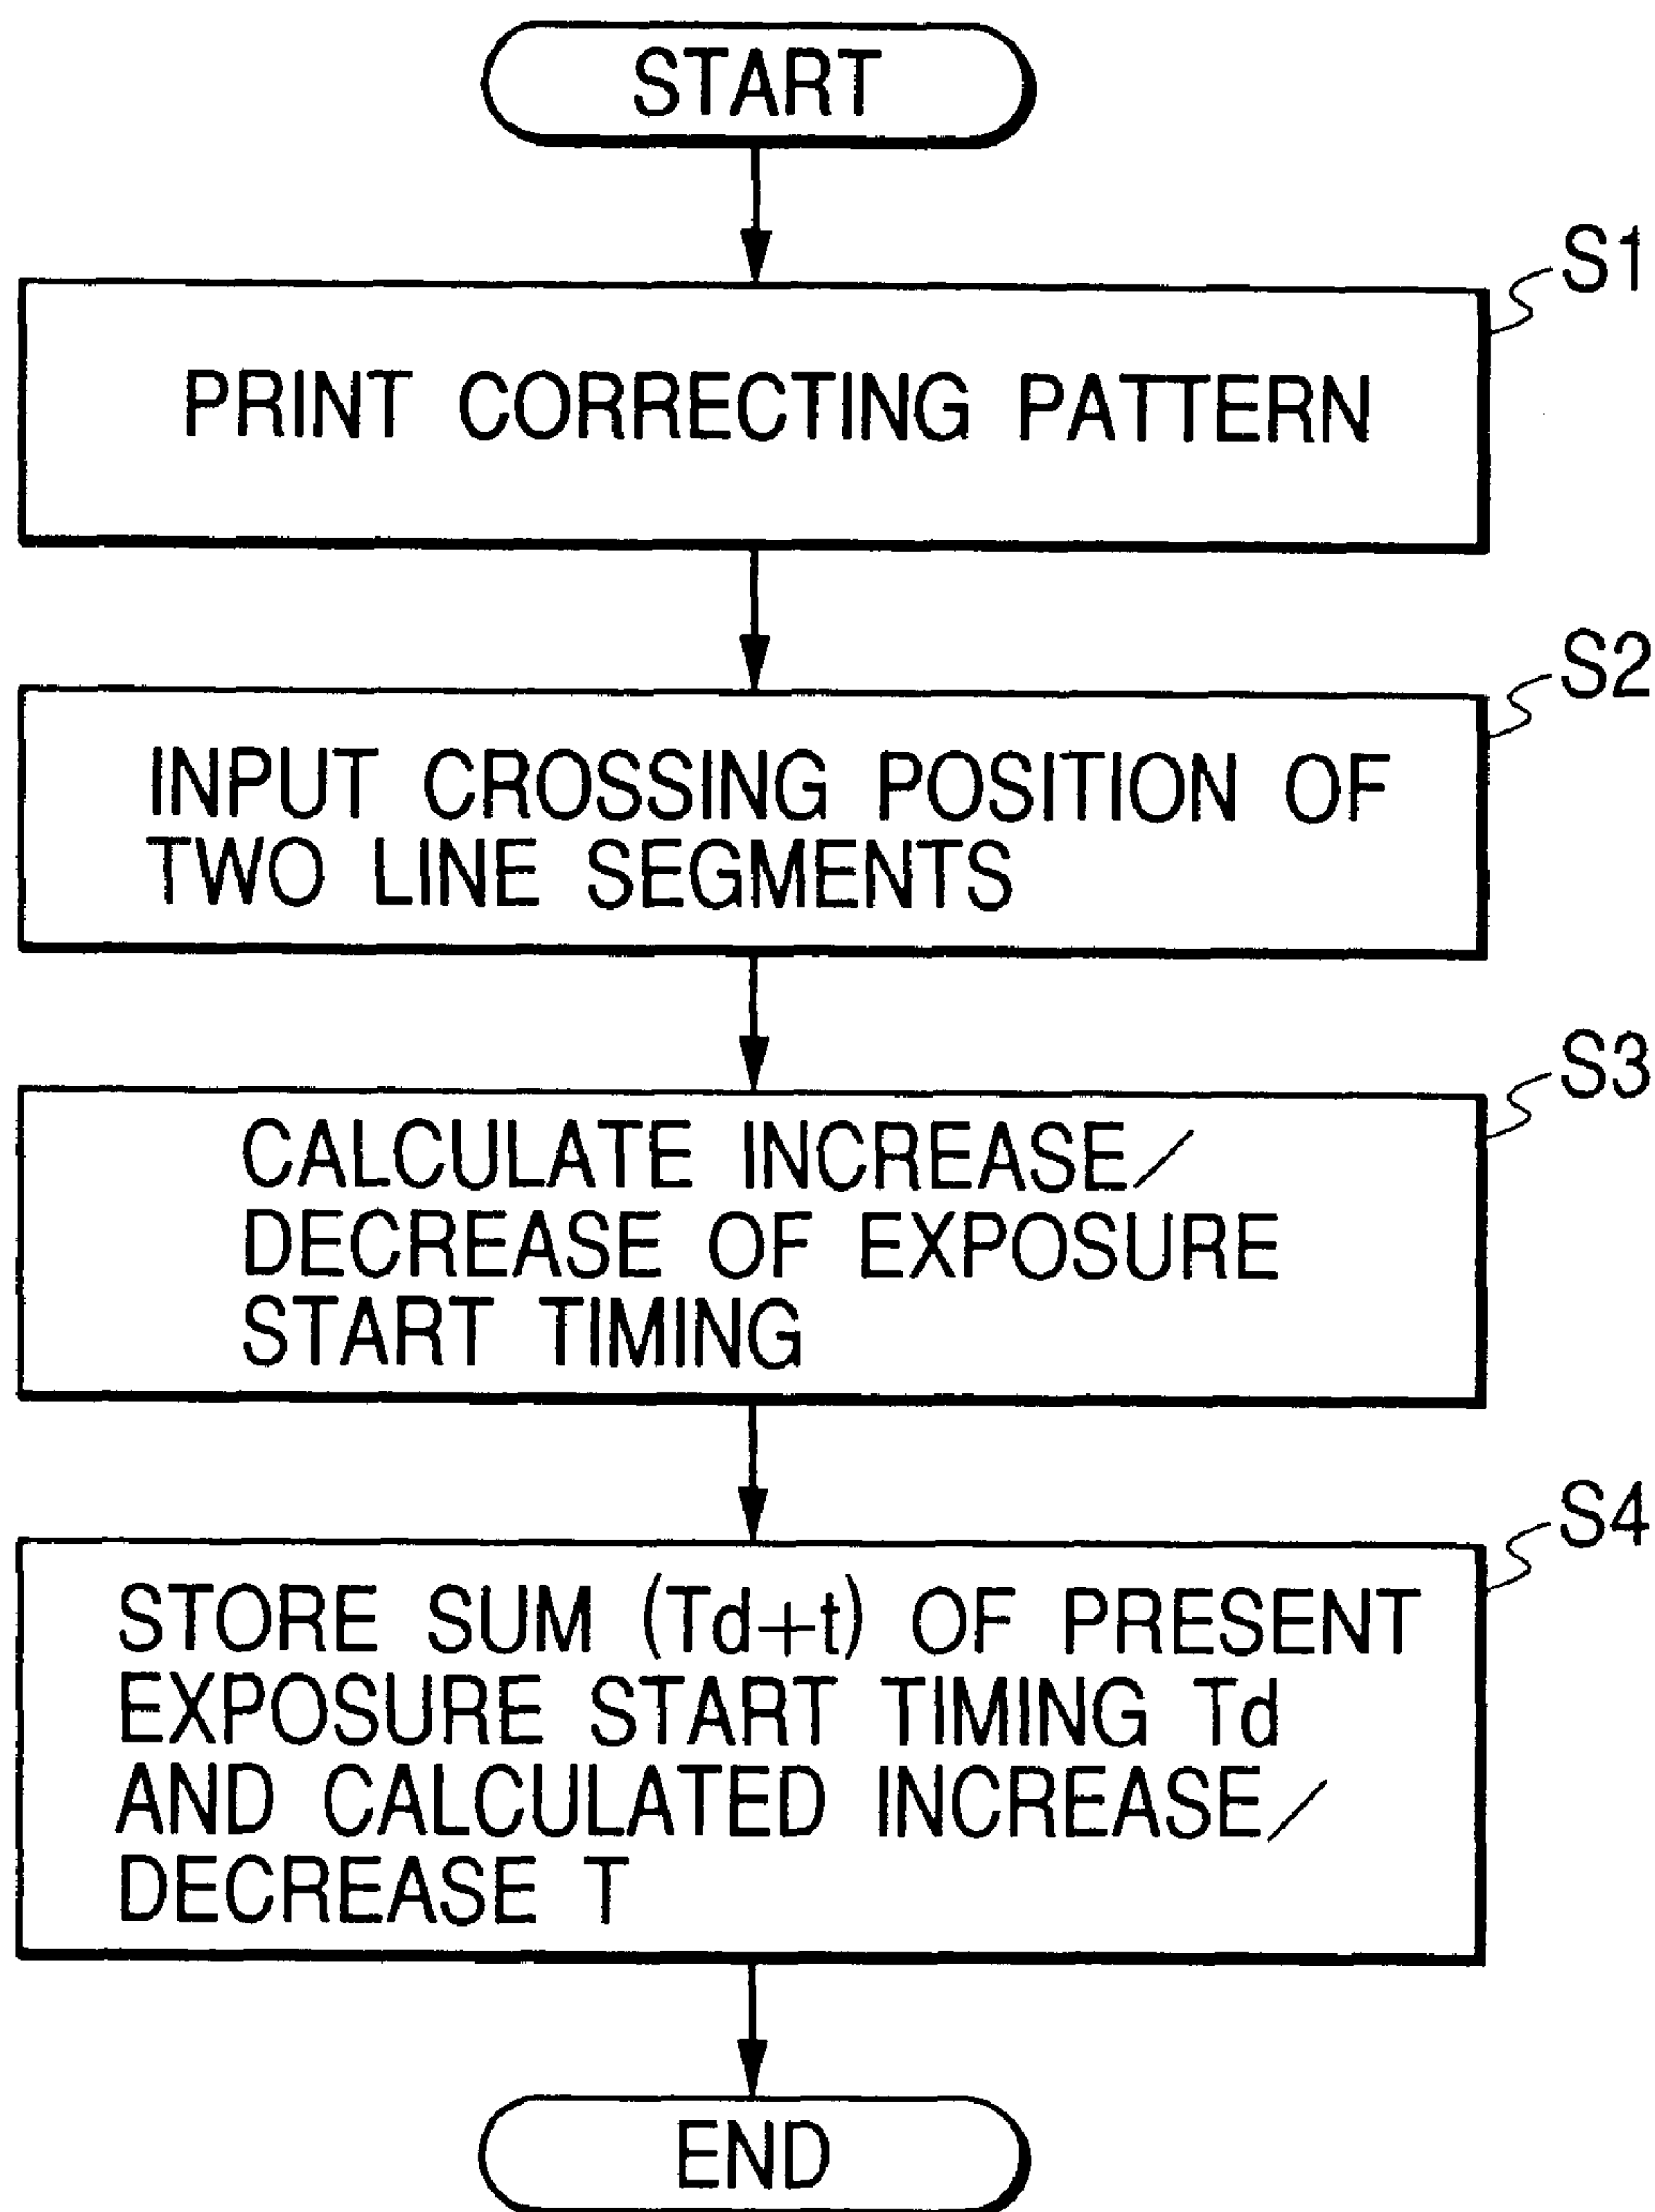 START
S1
PRINT CORRECTING PATTERN
S2
INPUT CROSSING POSITION OF
TWO LINE SEGMENTS
S3
CALCULATE INCREASE/
DECREASE OF EXPOSURE
START TIMING
S4
STORE SUM (Td+t) OF PRESENT
EXPOSURE START TIMING Td
AND CALCULATED INCREASE/
DECREASE T
END